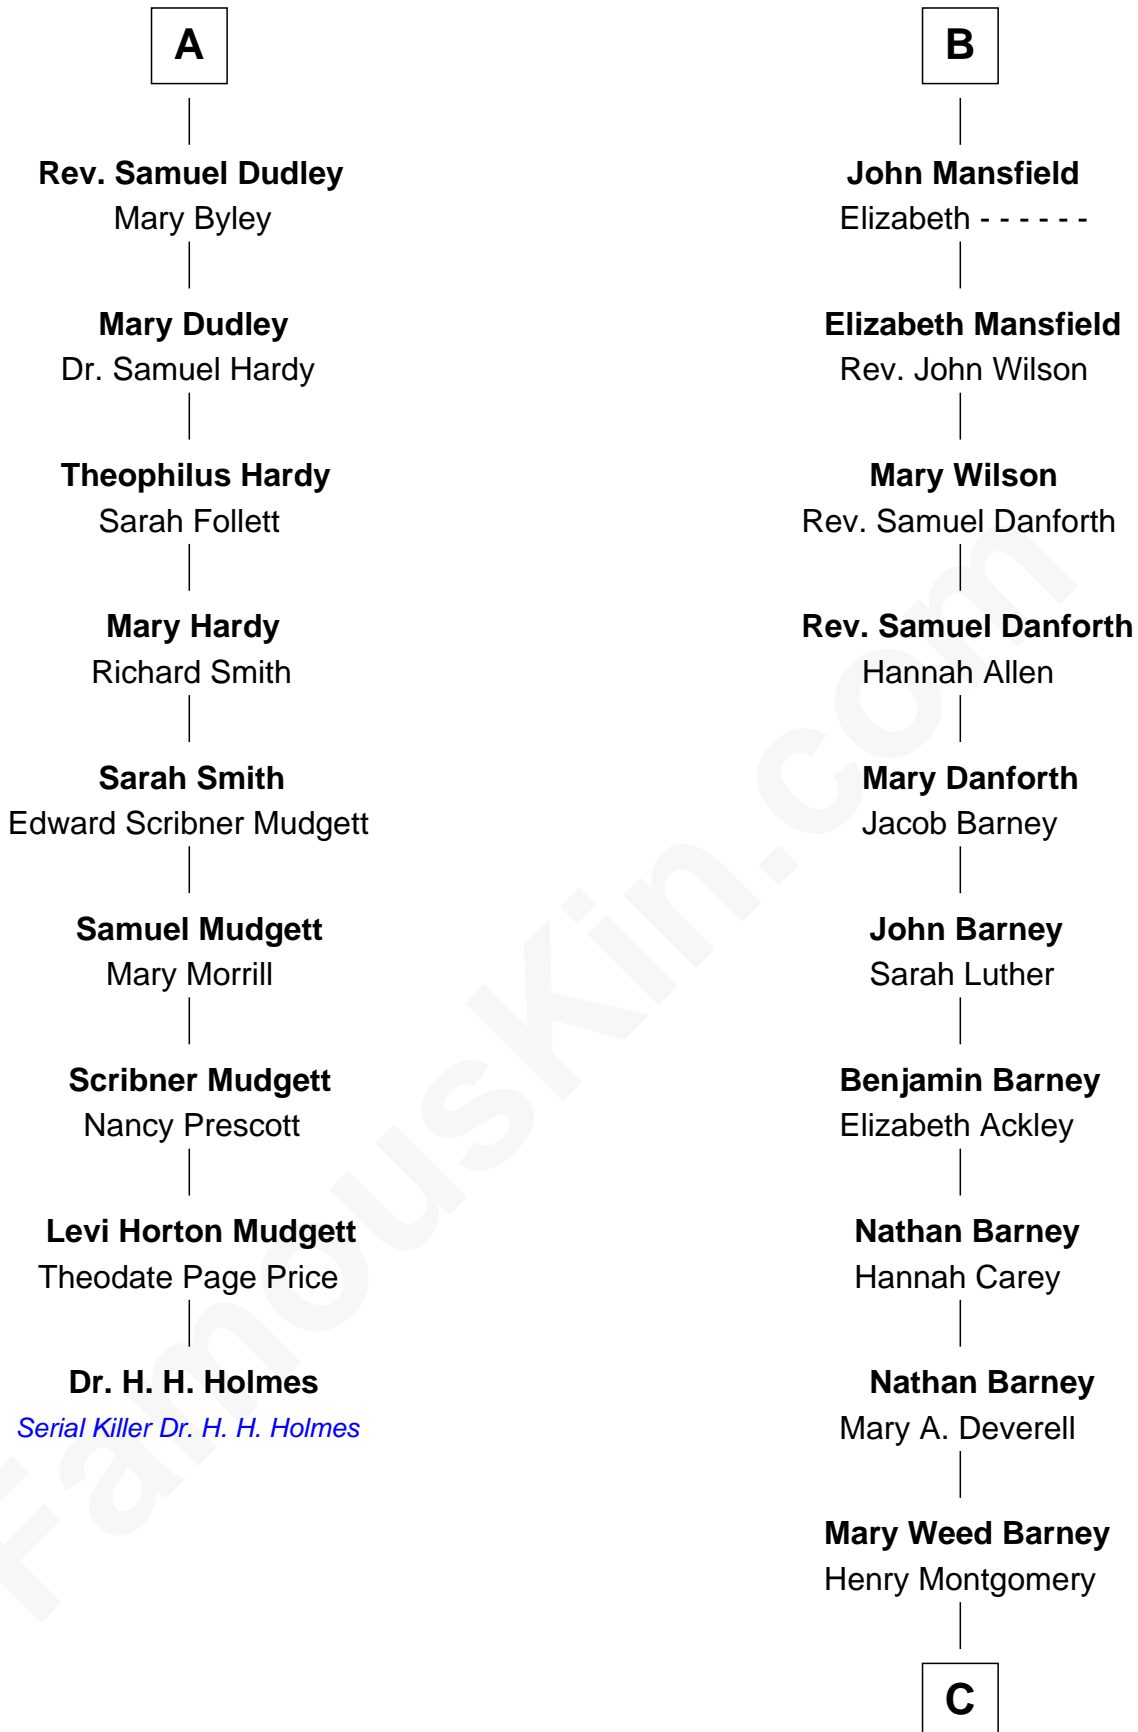 A
Rev. Samuel Dudley
Mary Byley
Mary Dudley
Dr. Samuel Hardy
Theophilus Hardy
Sarah Follett
Mary Hardy
Richard Smith
Sarah Smith
Edward Scribner Mudgett
Samuel Mudgett
Mary Morrill
Scribner Mudgett
Nancy Prescott
Levi Horton Mudgett
Theodate Page Price
Dr. H. H. Holmes
Serial Killer Dr. H. H. Holmes
B
John Mansfield
Elizabeth - - - - - -
Elizabeth Mansfield
Rev. John Wilson
Mary Wilson
Rev. Samuel Danforth
Rev. Samuel Danforth
Hannah Allen
Mary Danforth
Jacob Barney
John Barney
Sarah Luther
Benjamin Barney
Elizabeth Ackley
Nathan Barney
Hannah Carey
Nathan Barney
Mary A. Deverell
Mary Weed Barney
Henry Montgomery
C
FamousKin.com